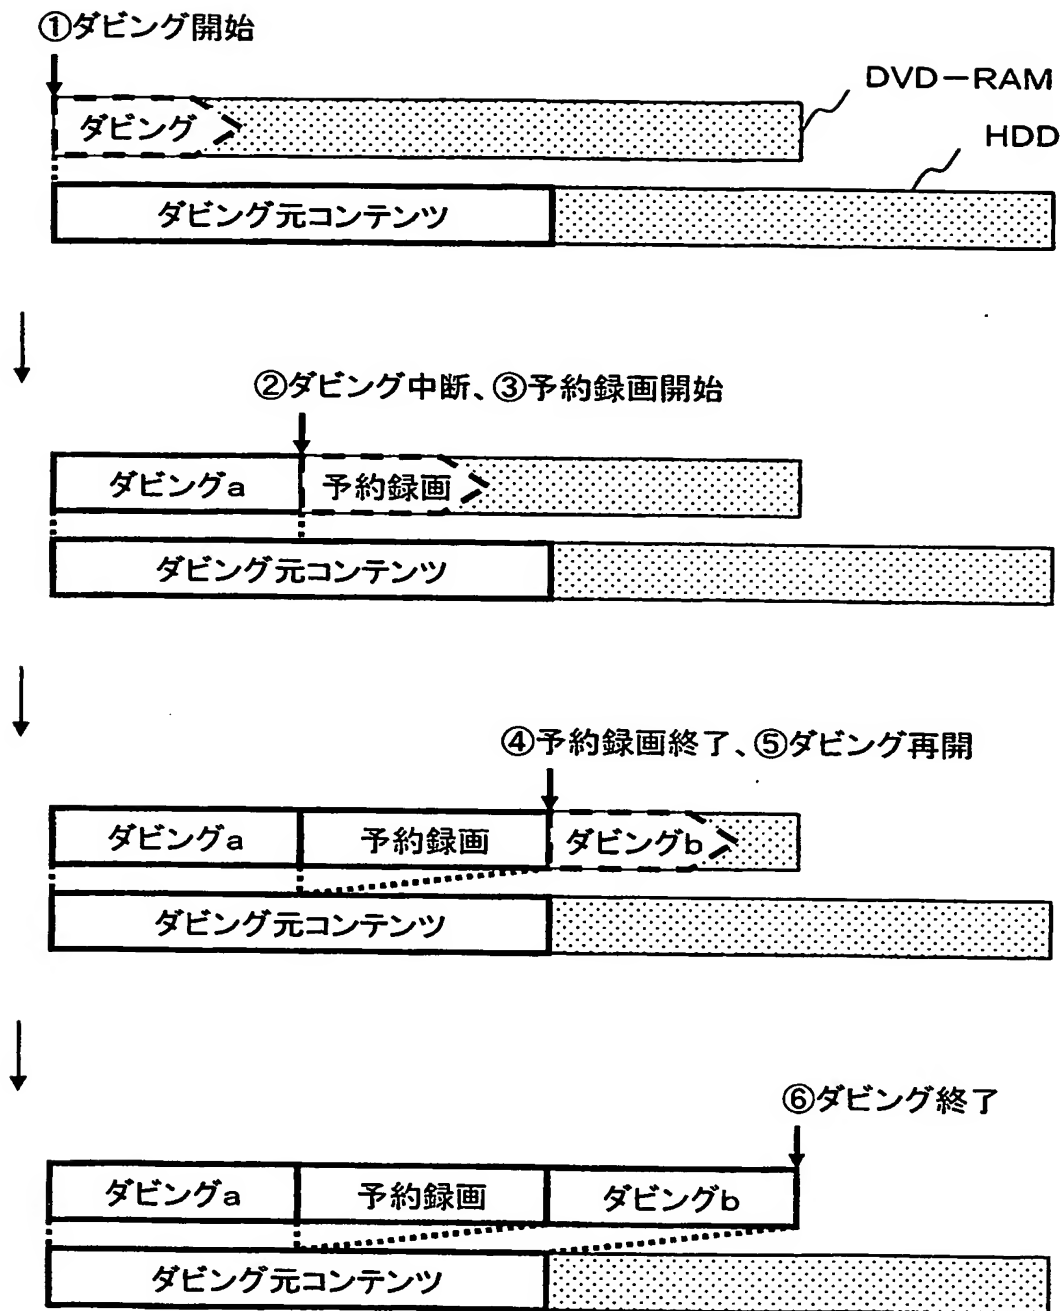 ①ダビング開始
DVD－RAM
ダビング
HDD
ダビング元コンテンツ
②ダビング中断、③予約録画開始
ダビングa 予約録画
ダビング元コンテンツ
④予約録画終了、⑤ダビング再開
ダビングa 予約録画 ダビングb
ダビング元コンテンツ
⑥ダビング終了
ダビングa 予約録画 ダビングb
ダビング元コンテンツ